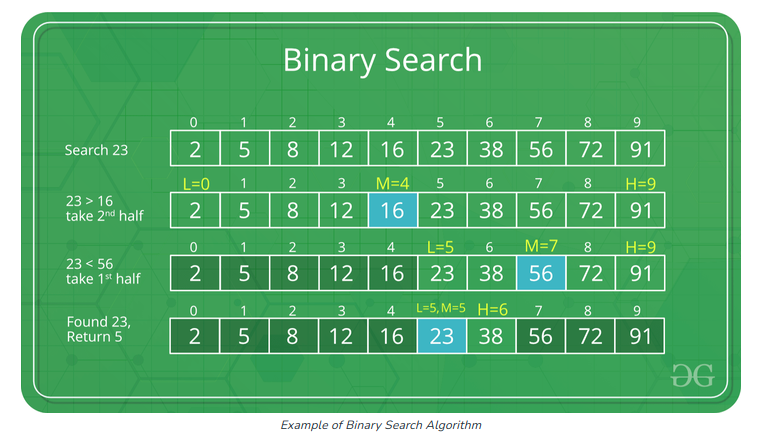 Binary Search
0 1 2 3 4 5 6 7 8 9
Search 23
2 5 8 12 16 23 38 56 72 91
L=0 1 2 3 M=4 5 6 7 8 H=9
23 > 16
take 2nd half
2 5 8 12 16 23 38 56 72 91
0 1 2 3 4 L=5 6 M=7 8 H=9
23 < 56
take 1st half
2 5 8 12 16 23 38 56 72 91
0 1 2 3 4 L=5, M=5 H=6 7 8 9
Found 23,
Return 5
2 5 8 12 16 23 38 56 72 91
Example of Binary Search Algorithm